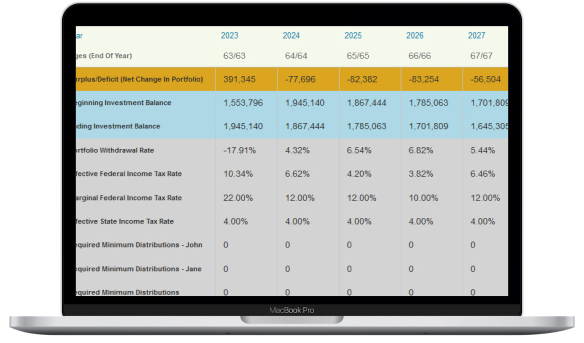 ar 2023 2024 2025 2026 2027
ges (End Of Year) 63/63 64/64 65/65 66/66 67/67
urplus/Deficit (Net Change In Portfolio) 391,345 -77,696 -82,382 -83,254 -56,504
eginning Investment Balance 1,553,796 1,945,140 1,867,444 1,785,063 1,701,809
nding Investment Balance 1,945,140 1,867,444 1,785,063 1,701,809 1,645,305
ortfolio Withdrawal Rate -17.91% 4.32% 6.54% 6.82% 5.44%
ffective Federal Income Tax Rate 10.34% 6.62% 4.20% 3.82% 6.46%
arginal Federal Income Tax Rate 22.00% 12.00% 12.00% 10.00% 12.00%
ffective State Income Tax Rate 4.00% 4.00% 4.00% 4.00% 4.00%
equired Minimum Distributions - John 0 0 0 0 0
equired Minimum Distributions - Jane 0 0 0 0 0
equired Minimum Distributions 0 0 0 0 0
MacBook Pro